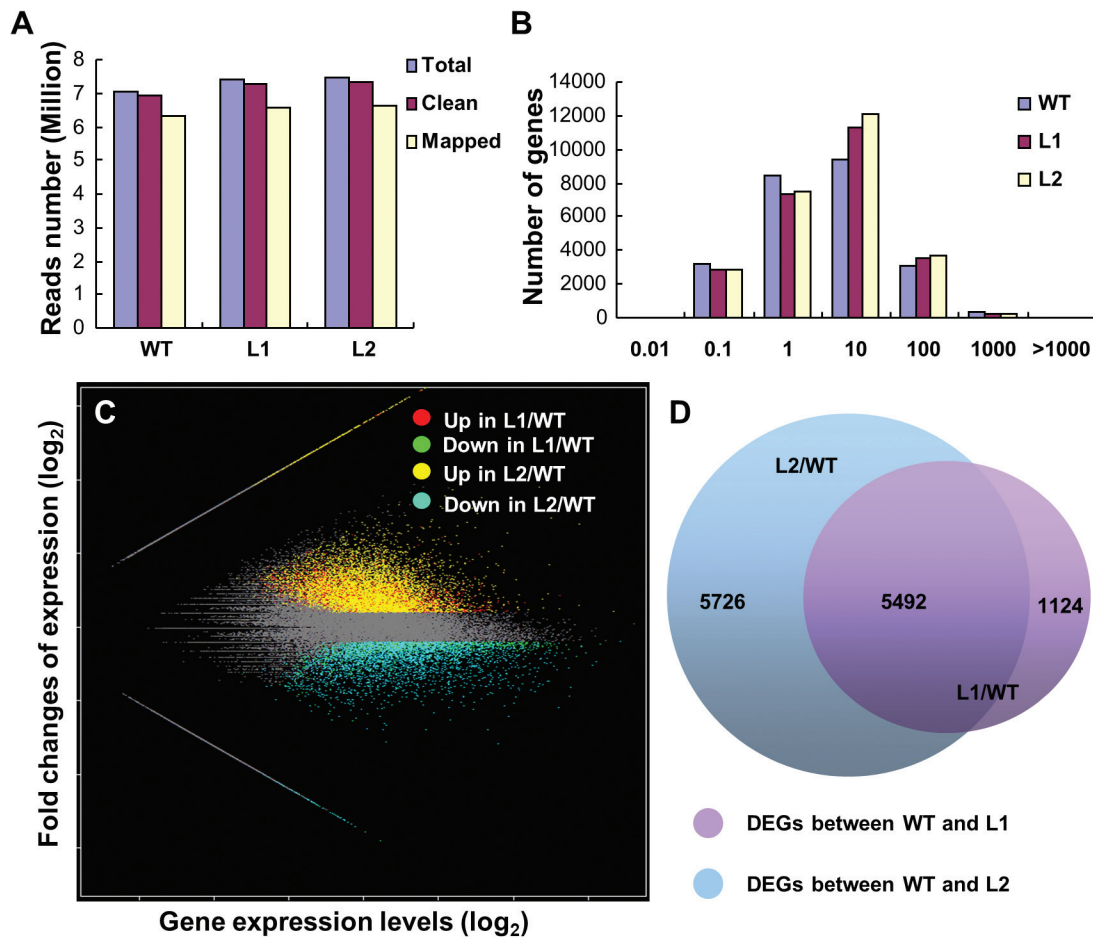 A
Reads number (Million)
8
7
6
5
4
3
2
1
0
WT
L1
L2
Total
Clean
Mapped
B
Number of genes
14000
12000
10000
8000
6000
4000
2000
0
0.01
0.1
1
10
100
1000
>1000
WT
L1
L2
C
Fold changes of expression (log2)
Up in L1/WT
Down in L1/WT
Up in L2/WT
Down in L2/WT
Gene expression levels (log2)
D
L2/WT
5726
5492
1124
L1/WT
DEGs between WT and L1
DEGs between WT and L2